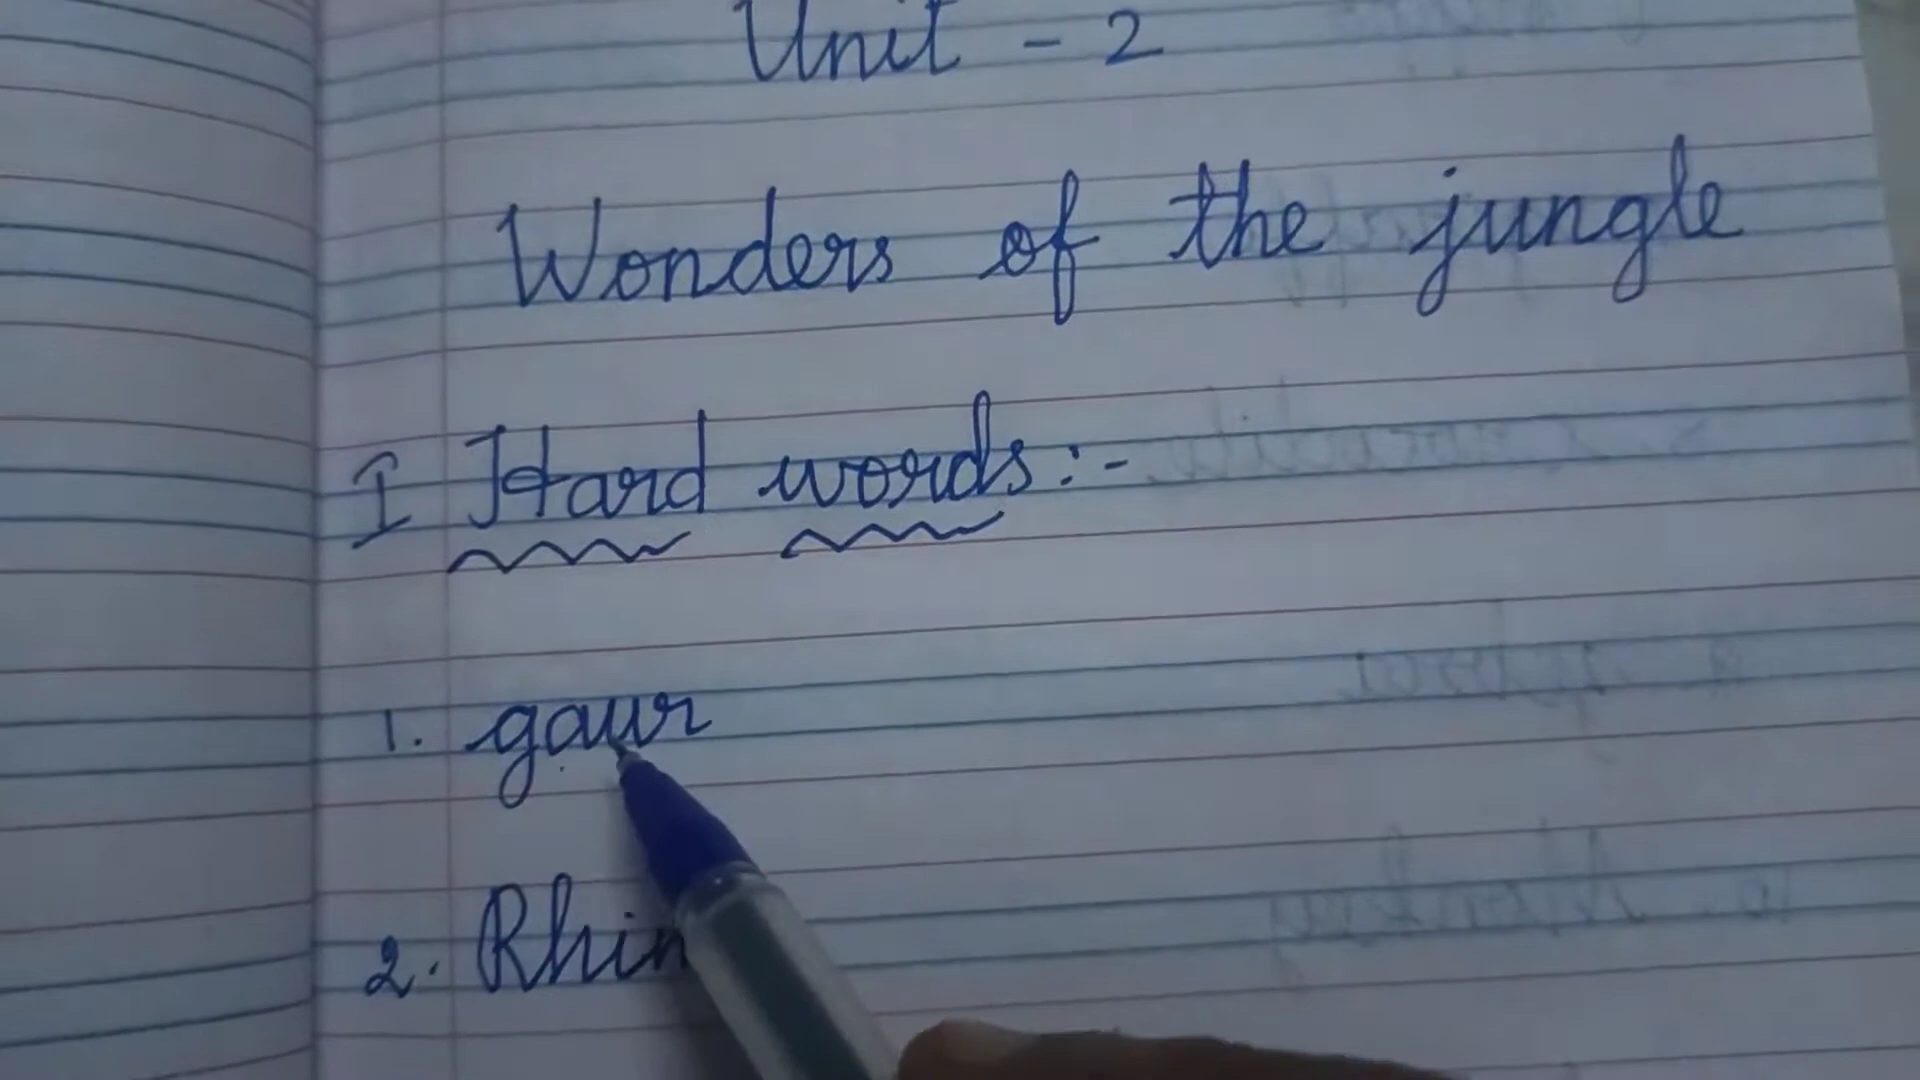 Unit - 2
Wonders of the jungle
I Hard words :-
1. gaur
2. Rhin